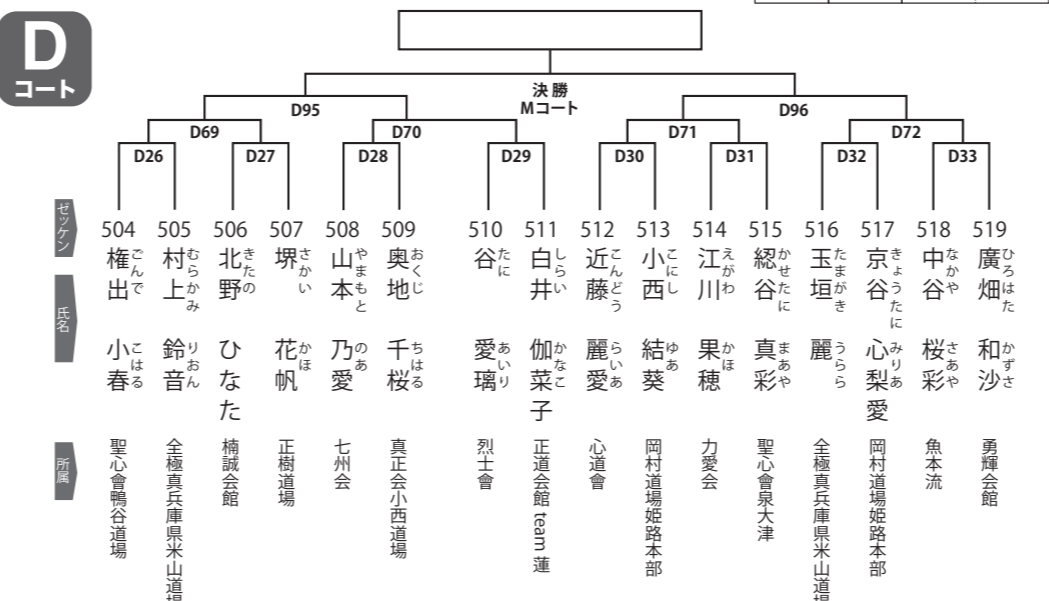 D
コート
決 勝
Mコート
D95
D96
D69
D70
D71
D72
D26
D27
D28
D29
D30
D31
D32
D33
ゼッケン
504
505
506
507
508
509
510
511
512
513
514
515
516
517
518
519
氏名
権出 小春
ごんで こはる
村上 鈴音
むらかみ りおん
北野 ひなた
きたの
堺 花帆
さかい かほ
山本 乃愛
やまもと のあ
奥地 千桜
おくじ ちはる
谷 愛璃
たに あいり
白井 伽菜子
しらい かなこ
近藤 麗愛
こんどう らいあ
小西 結葵
こにし ゆあ
江川 果穂
えがわ かほ
綛谷 真彩
かせたに まあや
玉垣 麗
たまがき うらら
京谷 心梨愛
きょうたに みりあ
中谷 桜彩
なかや さあや
廣畑 和沙
ひろはた かずさ
所属
聖心會鴨谷道場
全極真兵庫県米山道場
楠誠会館
正樹道場
七州会
真正会小西道場
烈士會
正道会館 team 蓮
心道會
岡村道場姫路本部
力愛会
聖心會泉大津
全極真兵庫県米山道場
岡村道場姫路本部
魚本流
勇輝会館